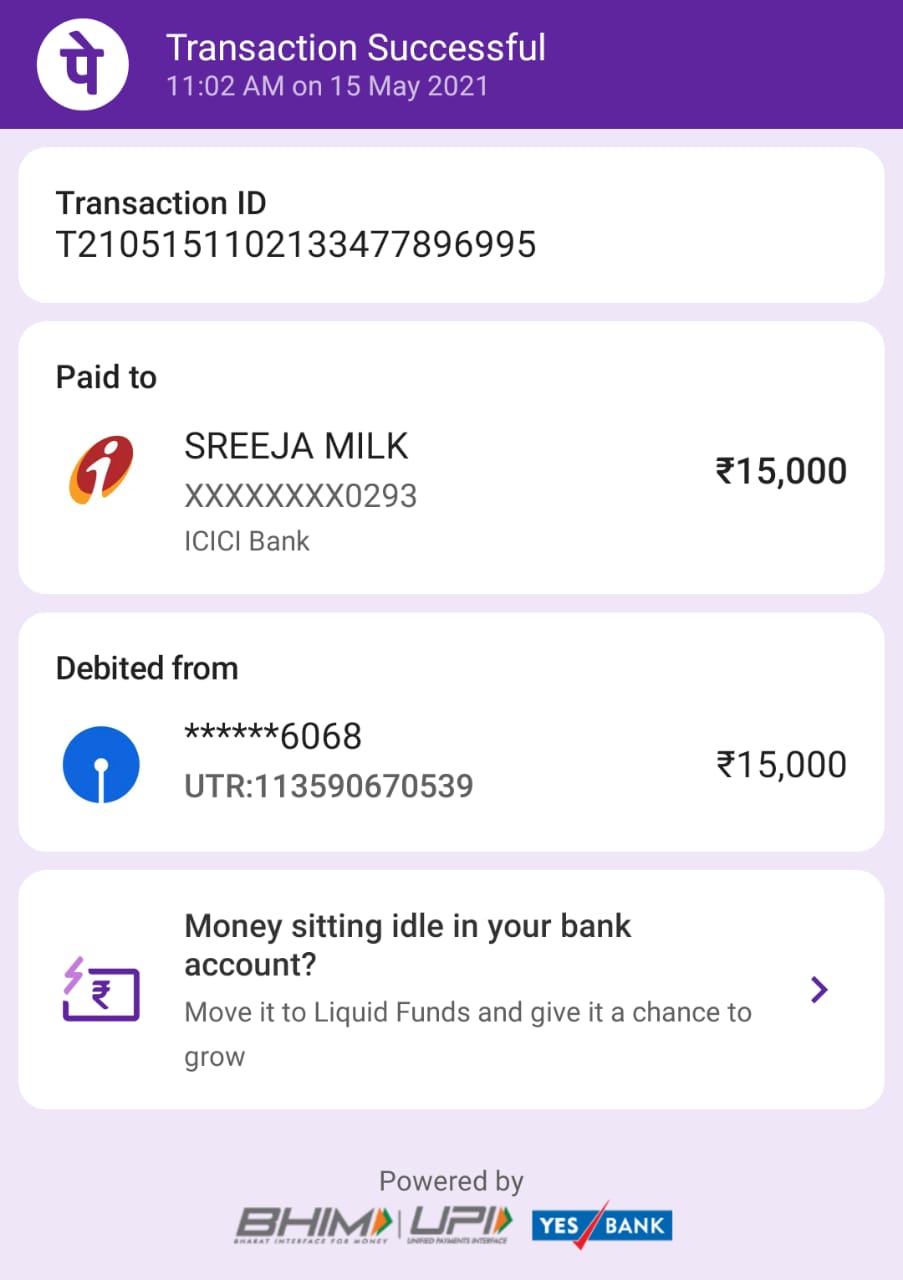 पे
Transaction Successful
11:02 AM on 15 May 2021
Transaction ID
T2105151102133477896995
Paid to
SREEJA MILK
XXXXXXXX0293
ICICI Bank
₹15,000
Debited from
******6068
UTR:113590670539
₹15,000
Money sitting idle in your bank
account?
Move it to Liquid Funds and give it a chance to
grow
₹
Powered by
BHIM | UPI
BHARAT INTERFACE FOR MONEY UNIFIED PAYMENTS INTERFACE
YES BANK